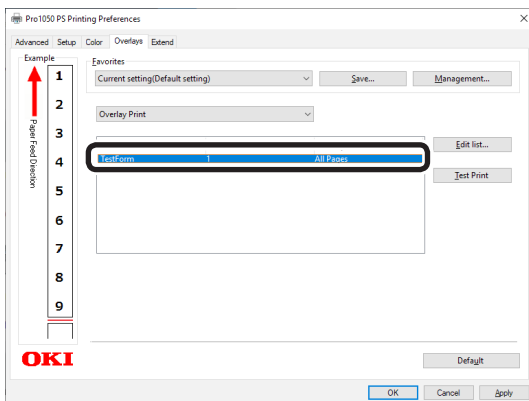 Pro1050 PS Printing Preferences
Advanced Setup Color Overlays Extend
Example
1
2
3
4
5
6
7
8
9
Paper Feed Direction
OKI
Favorites
Current setting(Default setting)
Save...
Management...
Overlay Print
TestForm 1 All Pages
Edit list...
Test Print
Default
OK Cancel Apply